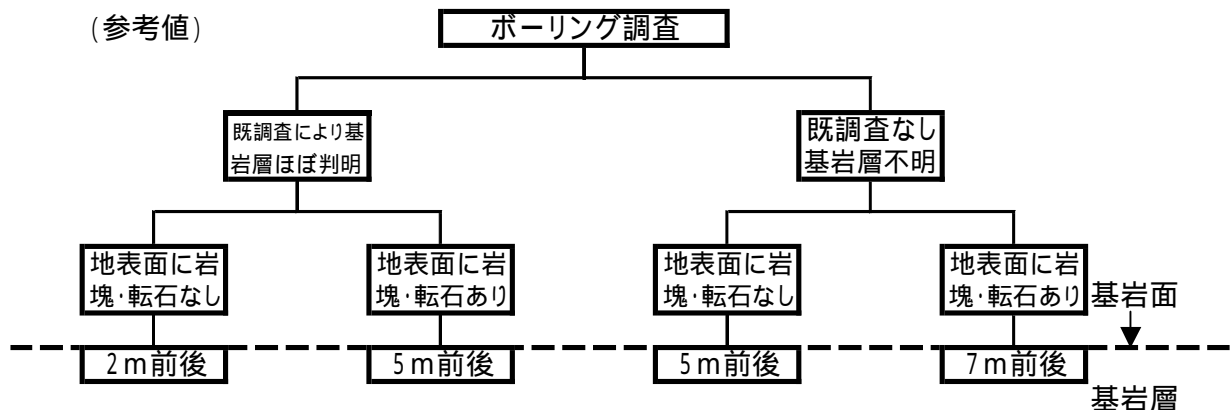 (参考値)
ボーリング調査
既調査により基
岩層ほぼ判明
既調査なし
基岩層不明
地表面に岩
塊・転石なし
地表面に岩
塊・転石あり
地表面に岩
塊・転石なし
地表面に岩
塊・転石あり
基岩面
2m前後
5m前後
5m前後
7m前後
基岩層